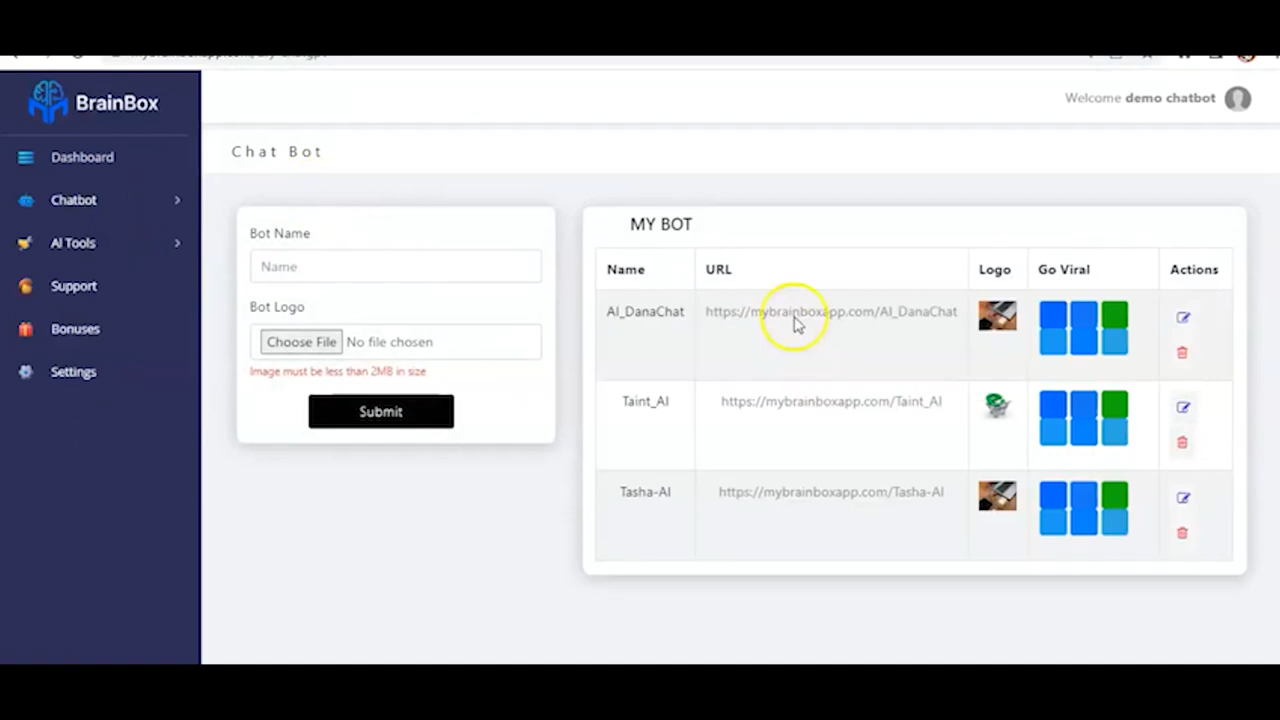 BrainBox
Dashboard
Chatbot
AI Tools
Support
Bonuses
Settings
Welcome demo chatbot
Chat Bot
Bot Name
Name
Bot Logo
Choose File No file chosen
Image must be less than 2MB in size
Submit
MY BOT
Name URL Logo Go Viral Actions
AI_DanaChat https://mybrainboxapp.com/AI_DanaChat
Taint_AI https://mybrainboxapp.com/Taint_AI
Tasha-AI https://mybrainboxapp.com/Tasha-AI